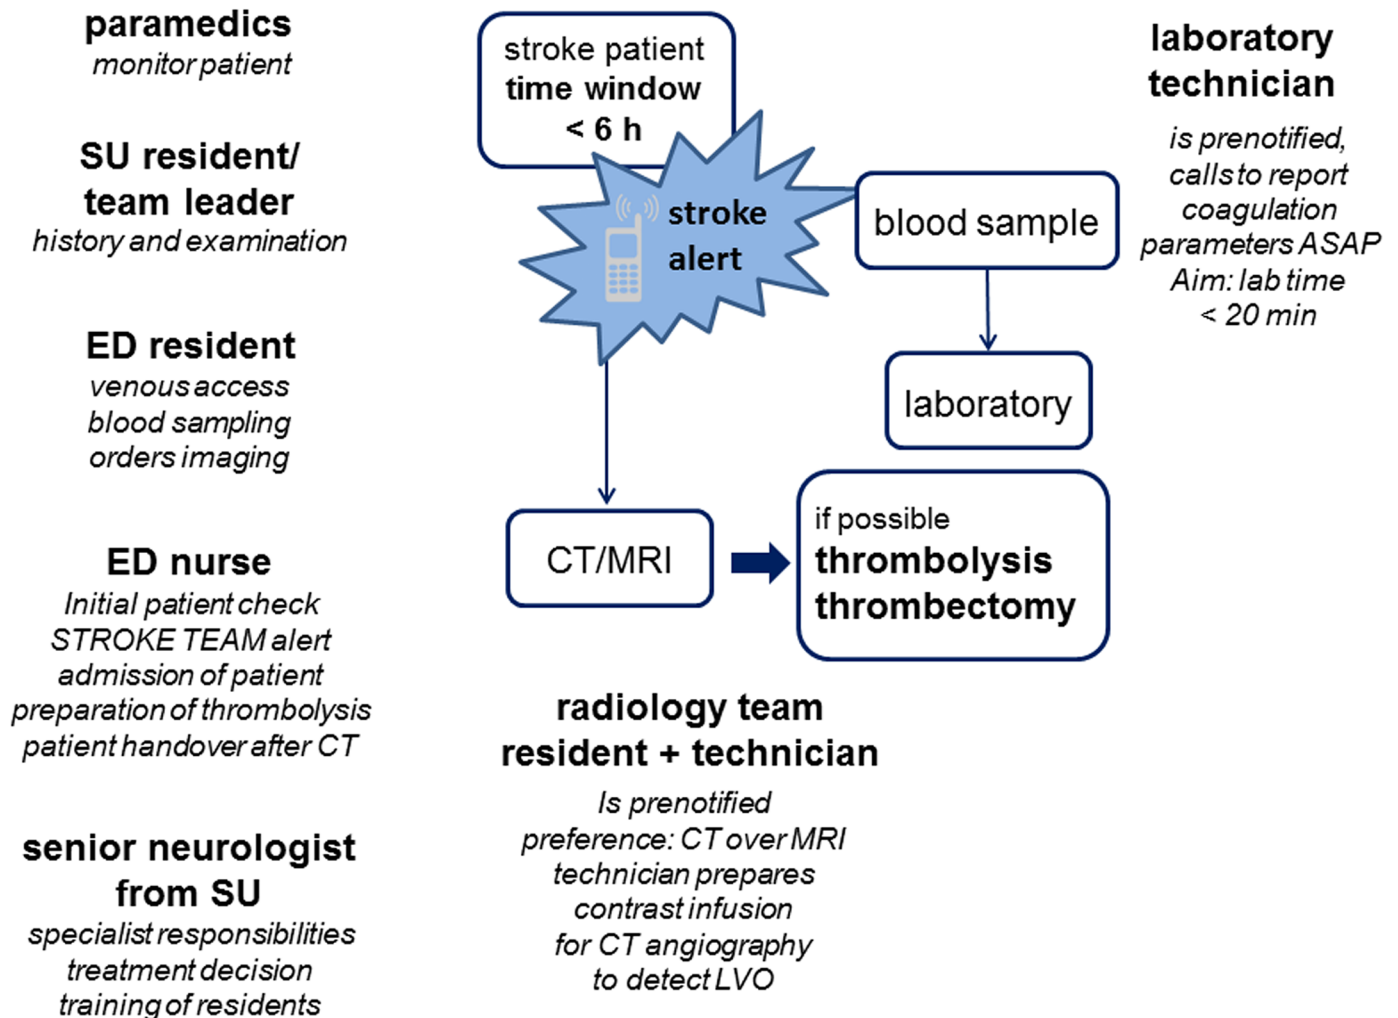 paramedics
monitor patient
SU resident/
team leader
history and examination
ED resident
venous access
blood sampling
orders imaging
ED nurse
Initial patient check
STROKE TEAM alert
admission of patient
preparation of thrombolysis
patient handover after CT
senior neurologist
from SU
specialist responsibilities
treatment decision
training of residents
stroke patient
time window
< 6 h
stroke
alert
blood sample
laboratory
CT/MRI
if possible
thrombolysis
thrombectomy
radiology team
resident + technician
Is prenotified
preference: CT over MRI
technician prepares
contrast infusion
for CT angiography
to detect LVO
laboratory
technician
is prenotified,
calls to report
coagulation
parameters ASAP
Aim: lab time
< 20 min